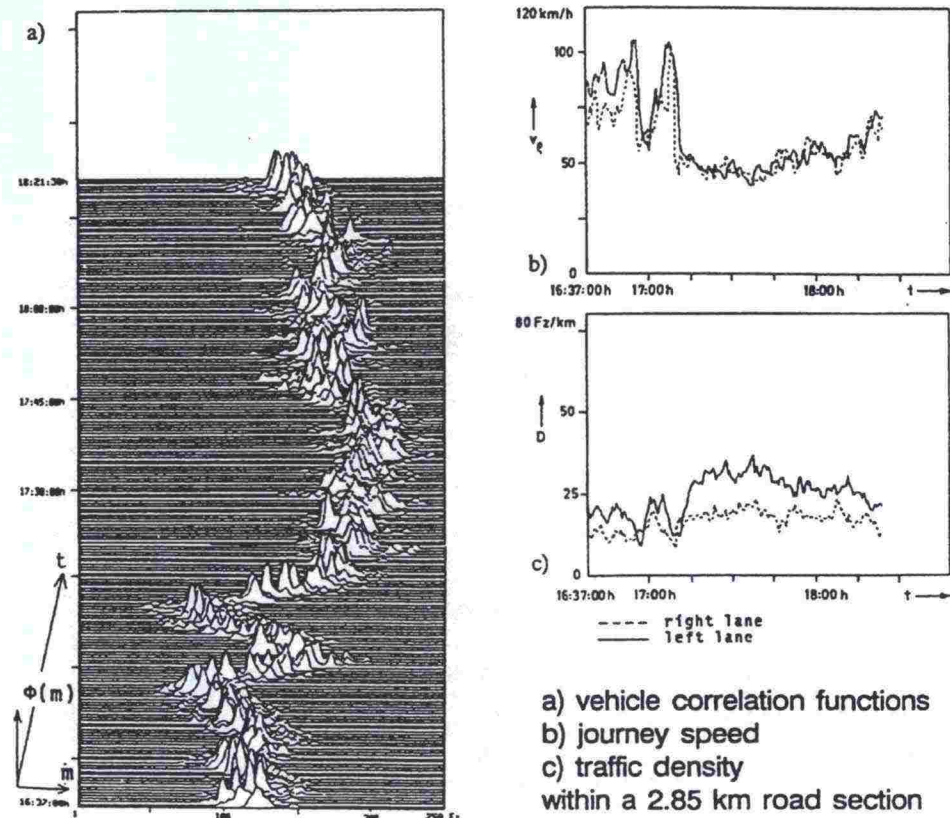 a)
18:21:30h
18:00:00h
17:45:00h
17:30:00h
t
Φ(m)
m
16:37:00h
1 100 200 250
120 km/h
100
v
50
b)
0
16:37:00h 17:00h 18:00h t
80 Fz/km
50
D
25
c)
0
16:37:00h 17:00h 18:00h t
right lane
left lane
a) vehicle correlation functions
b) journey speed
c) traffic density
within a 2.85 km road section